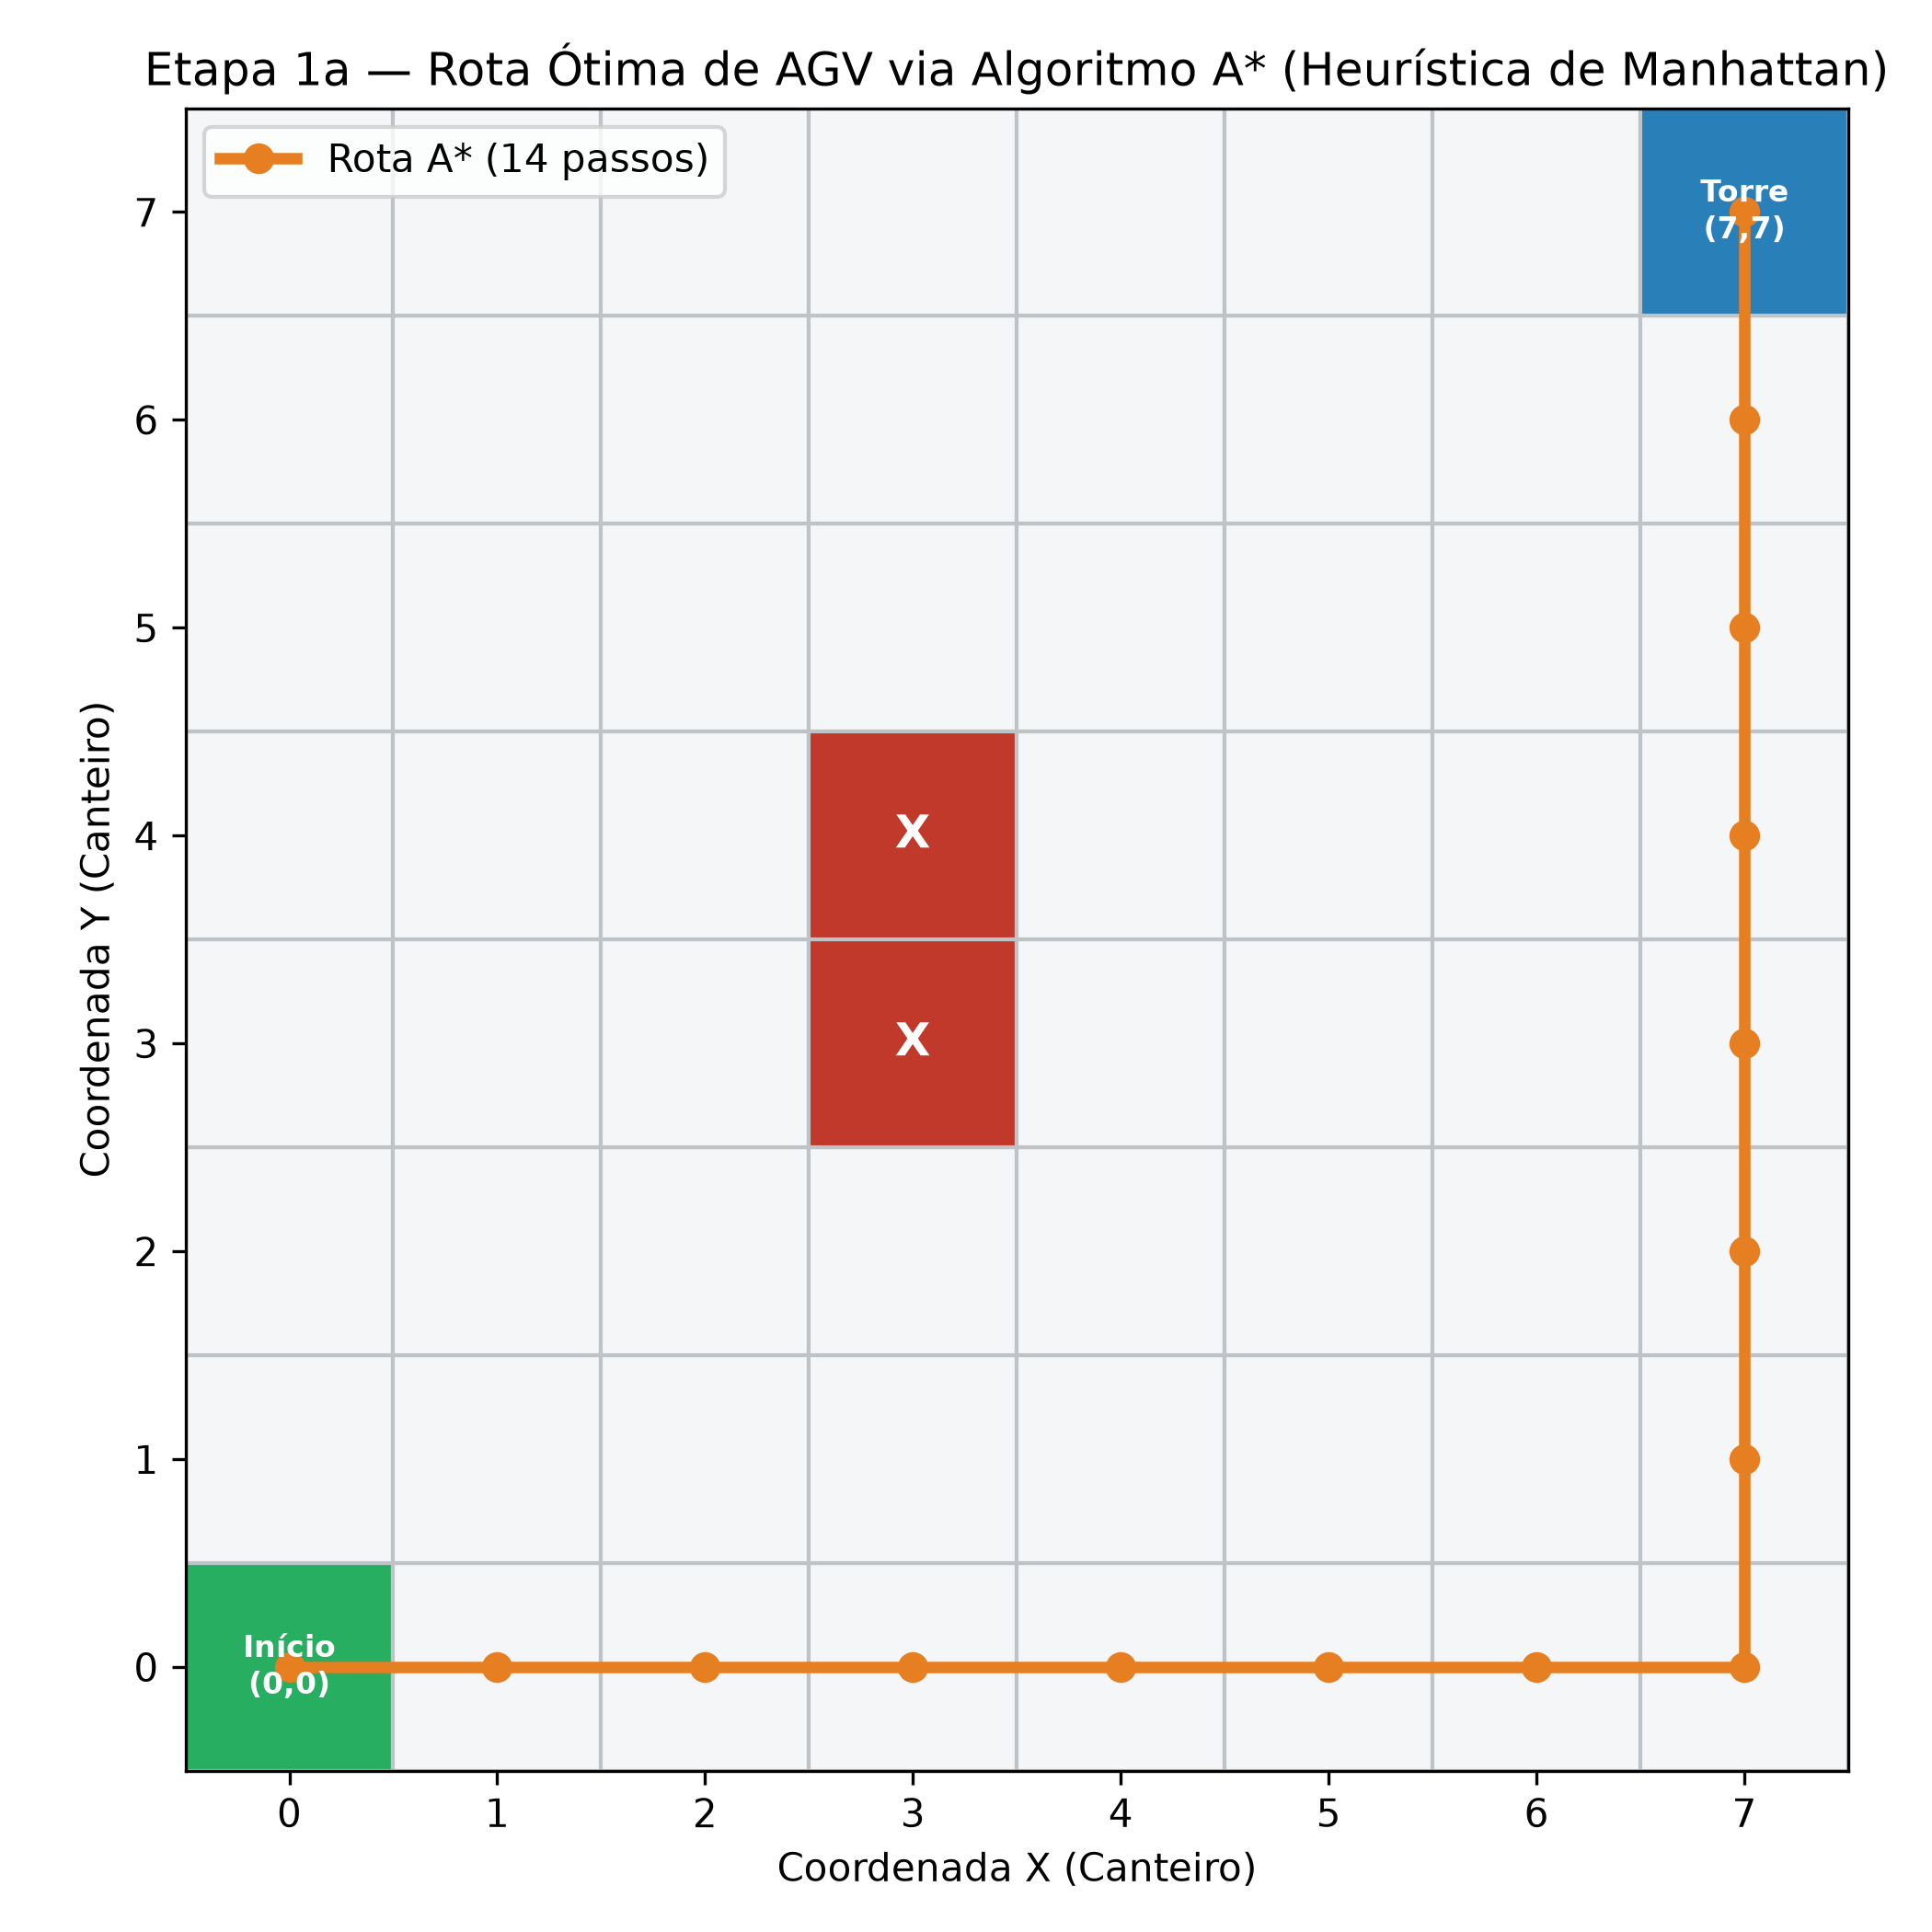 Etapa 1a — Rota Ótima de AGV via Algoritmo A* (Heurística de Manhattan)
Rota A* (14 passos)
Torre
(7,7)
7
6
5
4
3
2
1
0
Coordenada Y (Canteiro)
X
X
Início
(0,0)
0 1 2 3 4 5 6 7
Coordenada X (Canteiro)